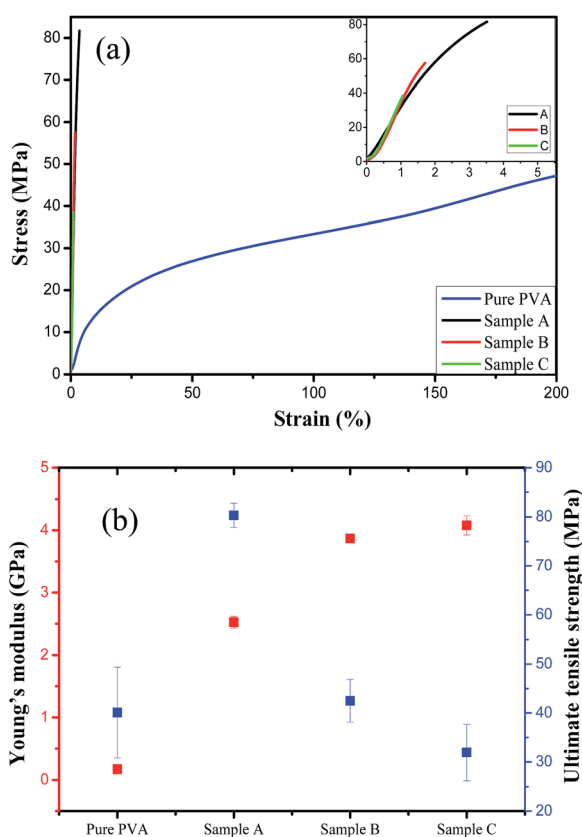 (a)
80
70
60
50
40
30
20
10
0
Stress (MPa)
0 50 100 150 200
Strain (%)
80
60
40
20
0
0 1 2 3 4 5
A
B
C
Pure PVA
Sample A
Sample B
Sample C
(b)
5
4
3
2
1
0
Young's modulus (GPa)
90
80
70
60
50
40
30
20
Ultimate tensile strength (MPa)
Pure PVA Sample A Sample B Sample C